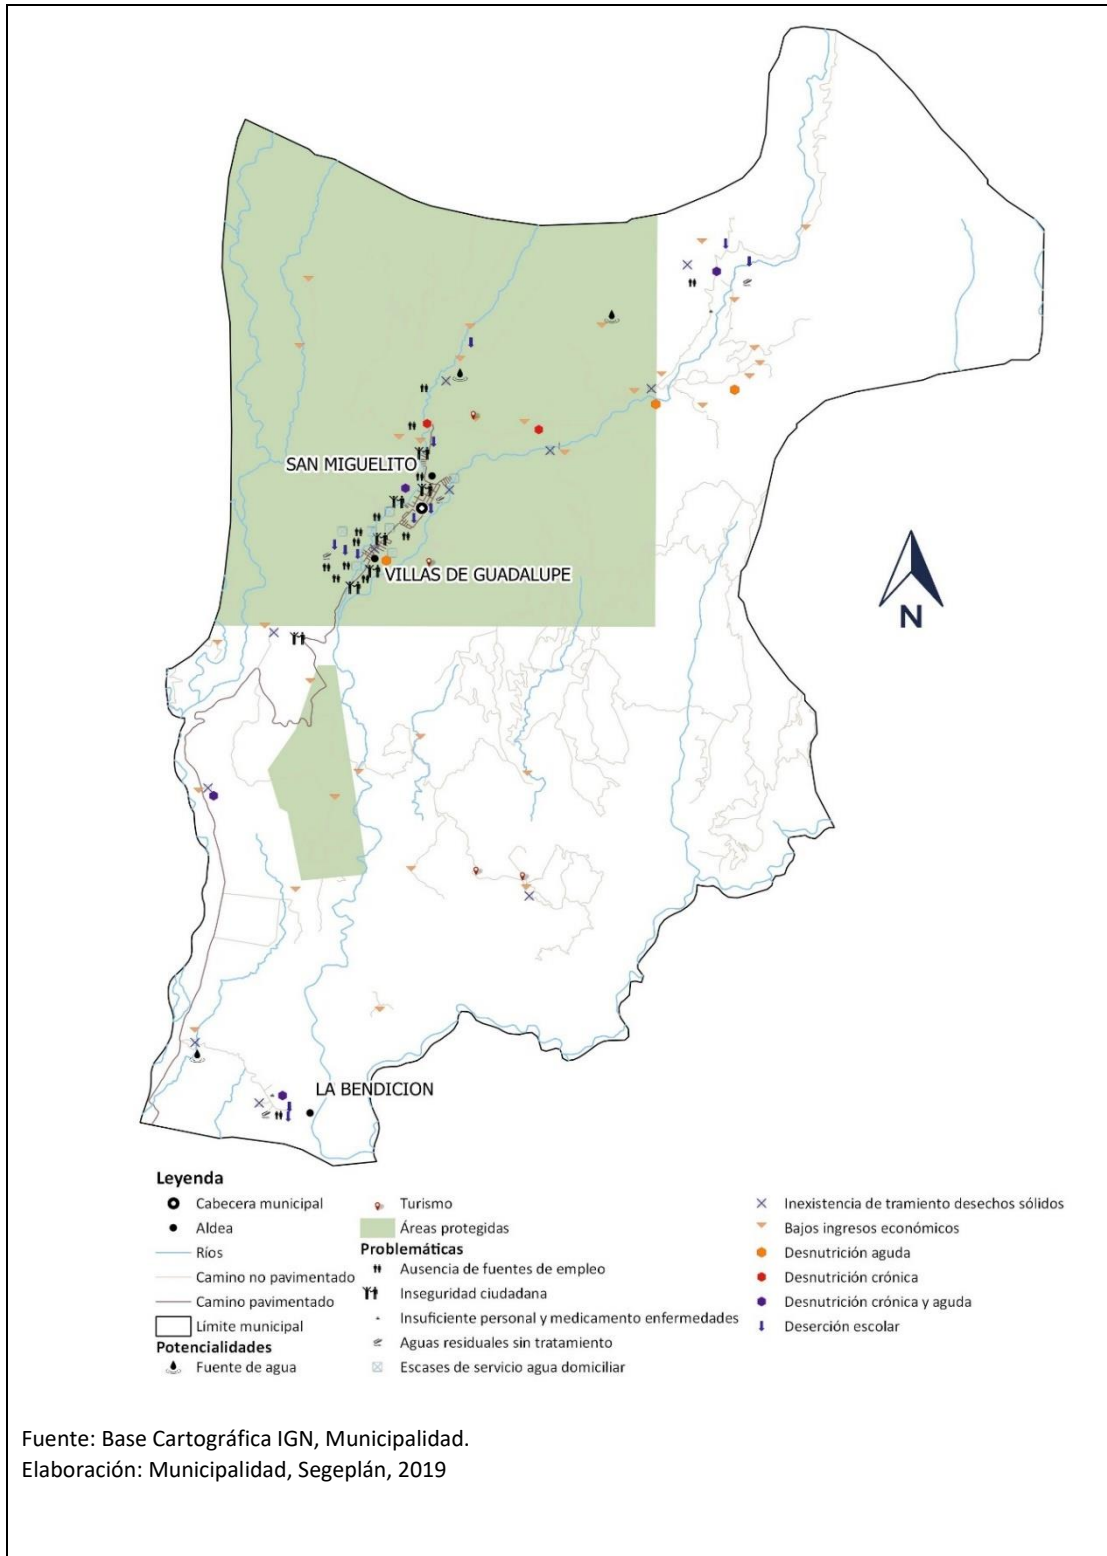 SAN MIGUELITO
VILLAS DE GUADALUPE
N
LA BENDICION
Leyenda
Cabecera municipal
Aldea
Ríos
Camino no pavimentado
Camino pavimentado
Límite municipal
Potencialidades
Fuente de agua
Turismo
Áreas protegidas
Problemáticas
Ausencia de fuentes de empleo
Inseguridad ciudadana
Insuficiente personal y medicamento enfermedades
Aguas residuales sin tratamiento
Escases de servicio agua domiciliar
Inexistencia de tramiento desechos sólidos
Bajos ingresos económicos
Desnutrición aguda
Desnutrición crónica
Desnutrición crónica y aguda
Deserción escolar
Fuente: Base Cartográfica IGN, Municipalidad.
Elaboración: Municipalidad, Segeplán, 2019